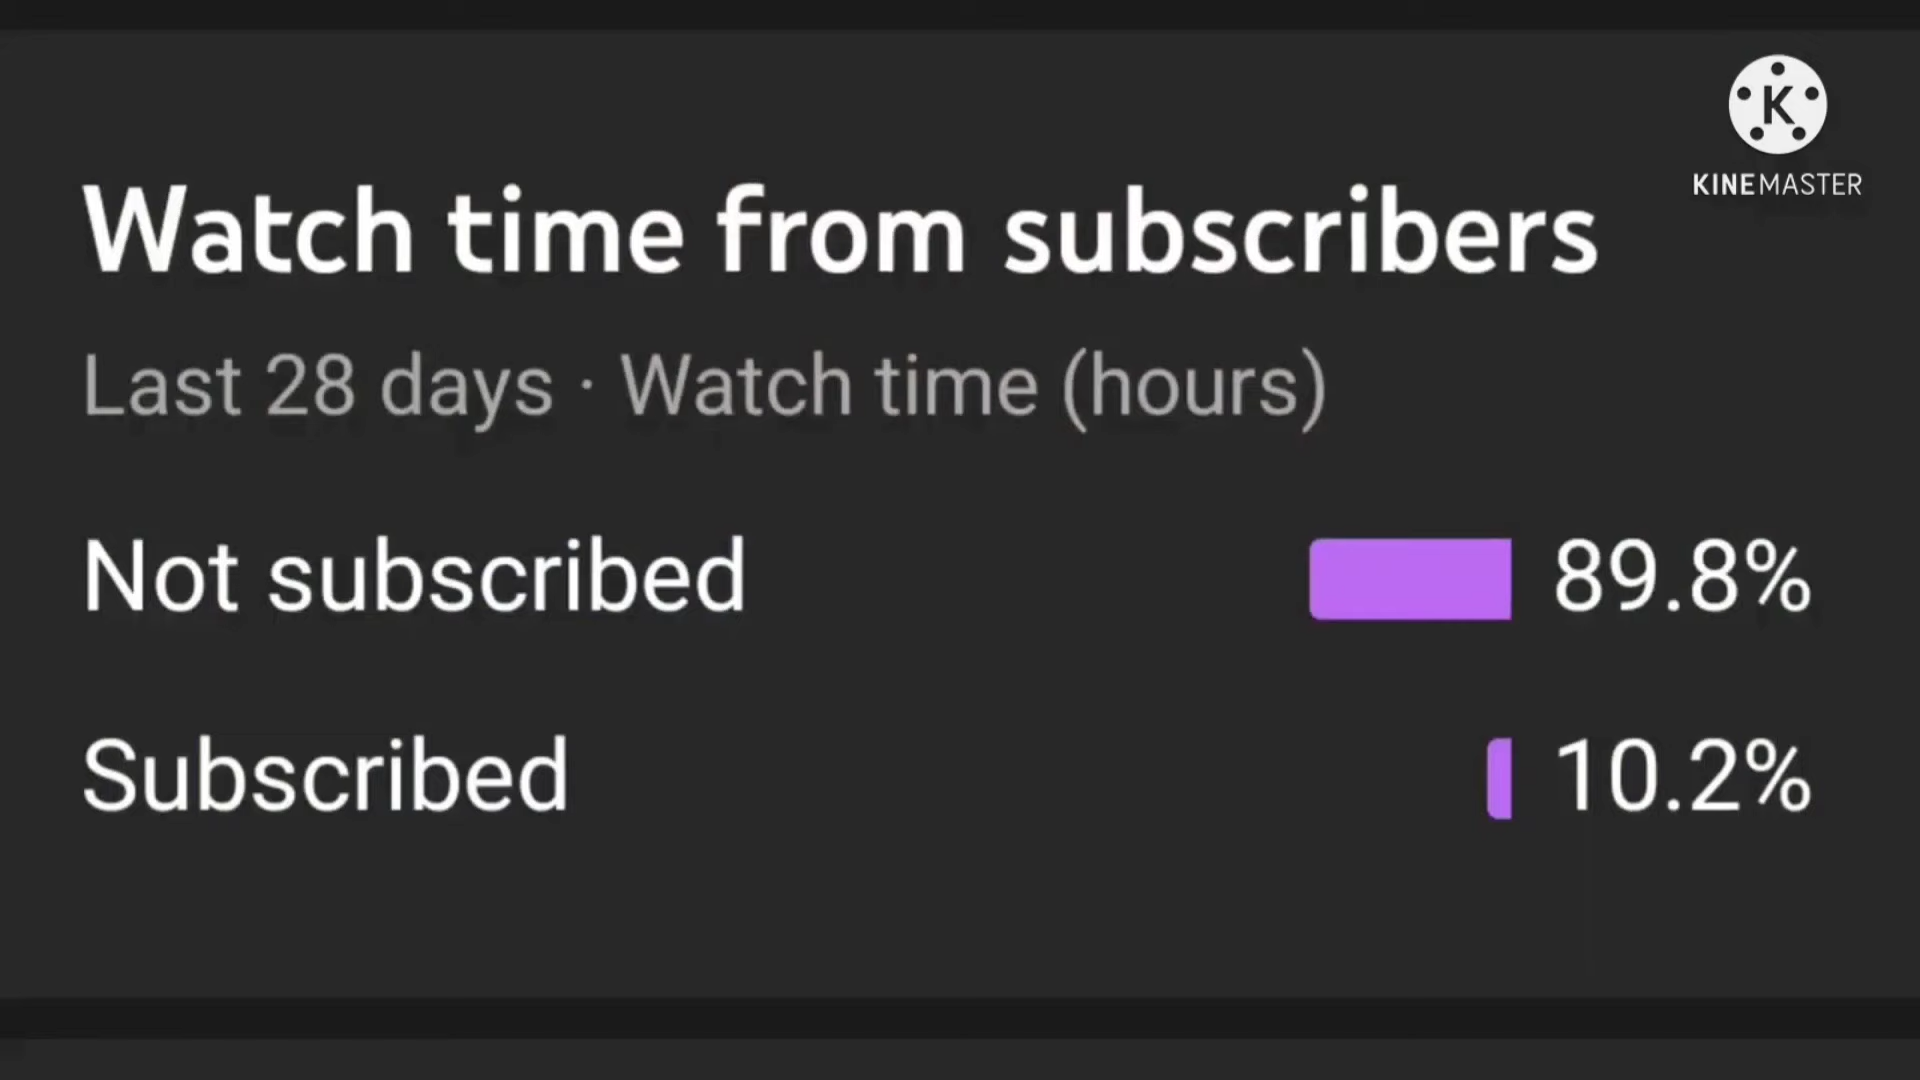 K
KINEMASTER
Watch time from subscribers
Last 28 days · Watch time (hours)
Not subscribed 89.8%
Subscribed 10.2%